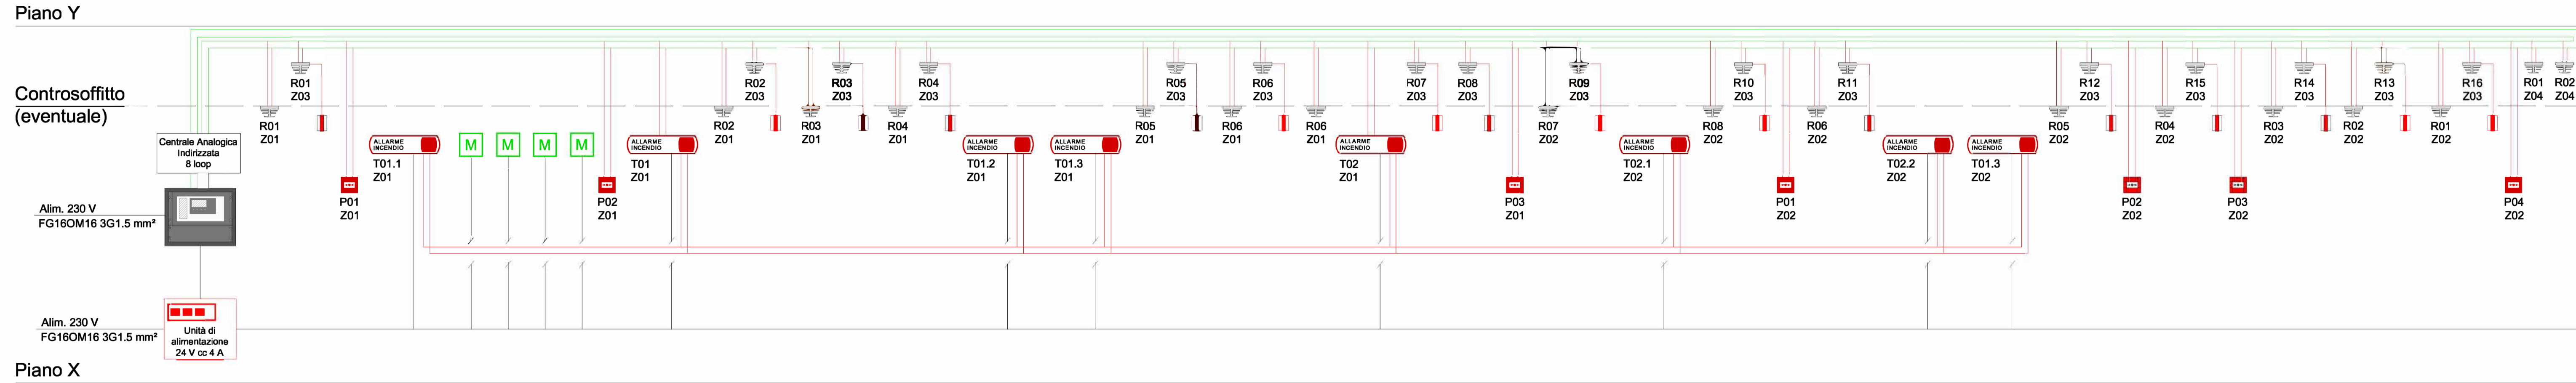 Piano Y
Controsoffitto
(eventuale)
R01
Z03
R02
Z03
R03
Z03
R04
Z03
R05
Z03
R06
Z03
R07
Z03
R08
Z03
R09
Z03
R10
Z03
R11
Z03
R12
Z03
R15
Z03
R14
Z03
R13
Z03
R16
Z03
R01
Z04
R02
Z04
R01
Z01
R02
Z01
R03
Z01
R04
Z01
R05
Z01
R06
Z01
R06
Z01
R07
Z02
R08
Z02
R06
Z02
R05
Z02
R04
Z02
R03
Z02
R02
Z02
R01
Z02
Centrale Analogica
Indirizzata
8 loop
ALLARME
INCENDIO
T01.1
Z01
M
M
M
M
ALLARME
INCENDIO
T01
Z01
ALLARME
INCENDIO
T01.2
Z01
ALLARME
INCENDIO
T01.3
Z01
ALLARME
INCENDIO
T02
Z01
ALLARME
INCENDIO
T02.1
Z02
ALLARME
INCENDIO
T02.2
Z02
ALLARME
INCENDIO
T01.3
Z02
P01
Z01
P02
Z01
P03
Z01
P01
Z02
P02
Z02
P03
Z02
P04
Z02
Alim. 230 V
FG16OM16 3G1.5 mm²
Alim. 230 V
FG16OM16 3G1.5 mm²
Unità di
alimentazione
24 V cc 4 A
Piano X